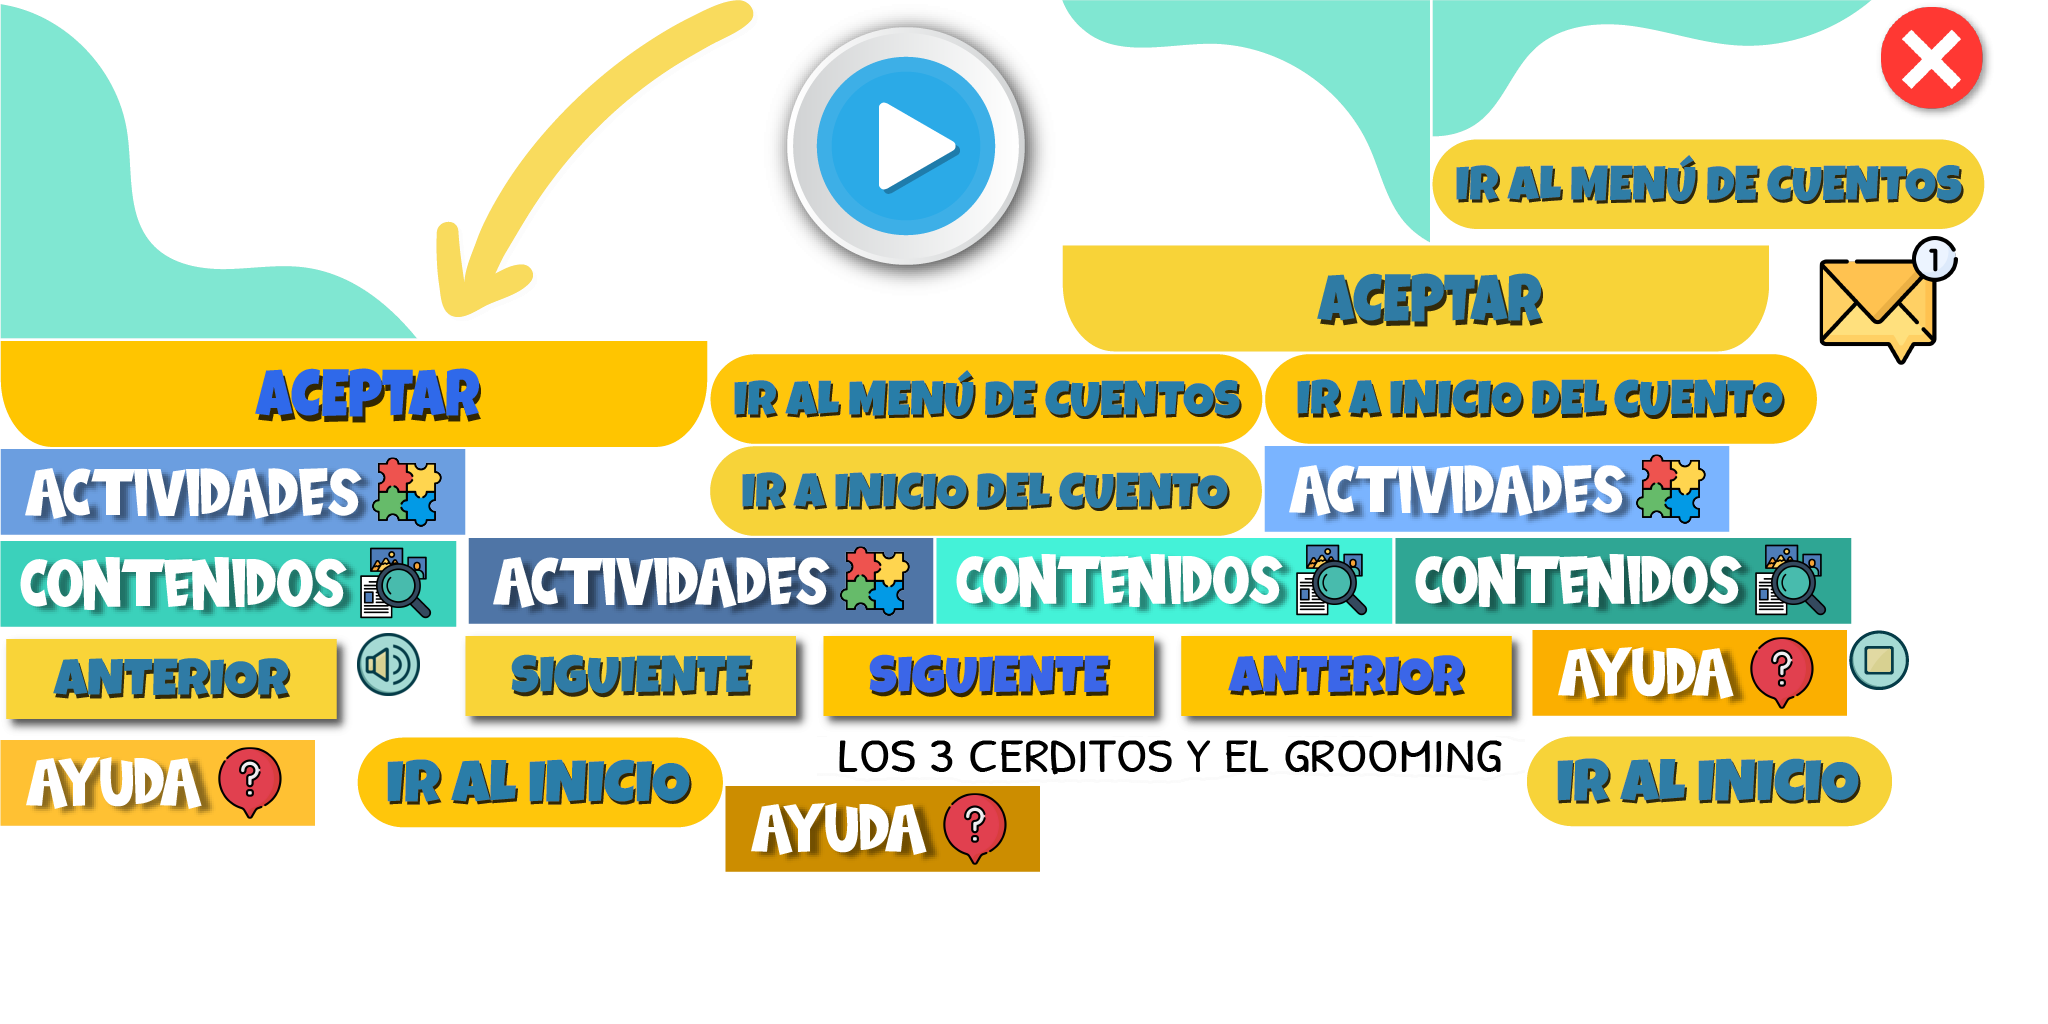 IR AL MENÚ DE CUENTOS
1
ACEPTAR
ACEPTAR
IR AL MENÚ DE CUENTOS
IR A INICIO DEL CUENTO
ACTIVIDADES
IR A INICIO DEL CUENTO
ACTIVIDADES
CONTENIDOS
ACTIVIDADES
CONTENIDOS
CONTENIDOS
ANTERIOR
SIGUIENTE
SIGUIENTE
ANTERIOR
AYUDA ?
AYUDA ?
IR AL INICIO
LOS 3 CERDITOS Y EL GROOMING
IR AL INICIO
AYUDA ?